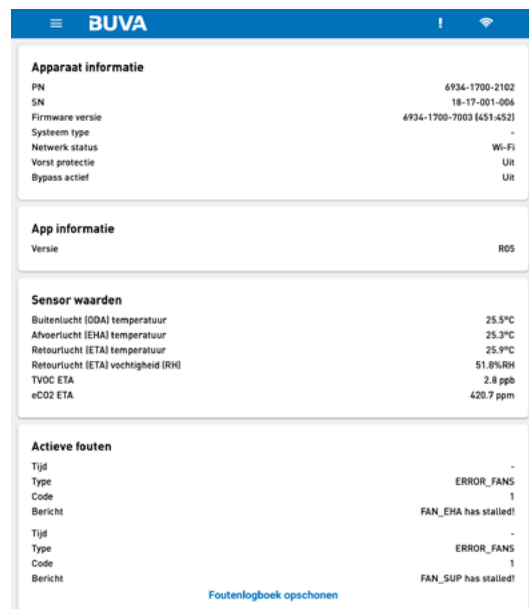 BUVA
Apparaat informatie
PN 6934-1700-2102
SN 18-17-001-006
Firmware versie 6934-1700-7003 (451:452)
Systeem type -
Netwerk status Wi-Fi
Vorst protectie Uit
Bypass actief Uit
App informatie
Versie R05
Sensor waarden
Buitenlucht (ODA) temperatuur 25.5°C
Afvoerlucht (EHA) temperatuur 25.3°C
Retourlucht (ETA) temperatuur 25.9°C
Retourlucht (ETA) vochtigheid (RH) 51.8%RH
TVOC ETA 2.8 ppb
eCO2 ETA 420.7 ppm
Actieve fouten
Tijd -
Type ERROR_FANS
Code 1
Bericht FAN_EHA has stalled!
Tijd -
Type ERROR_FANS
Code 1
Bericht FAN_SUP has stalled!
Foutenlogboek opschonen